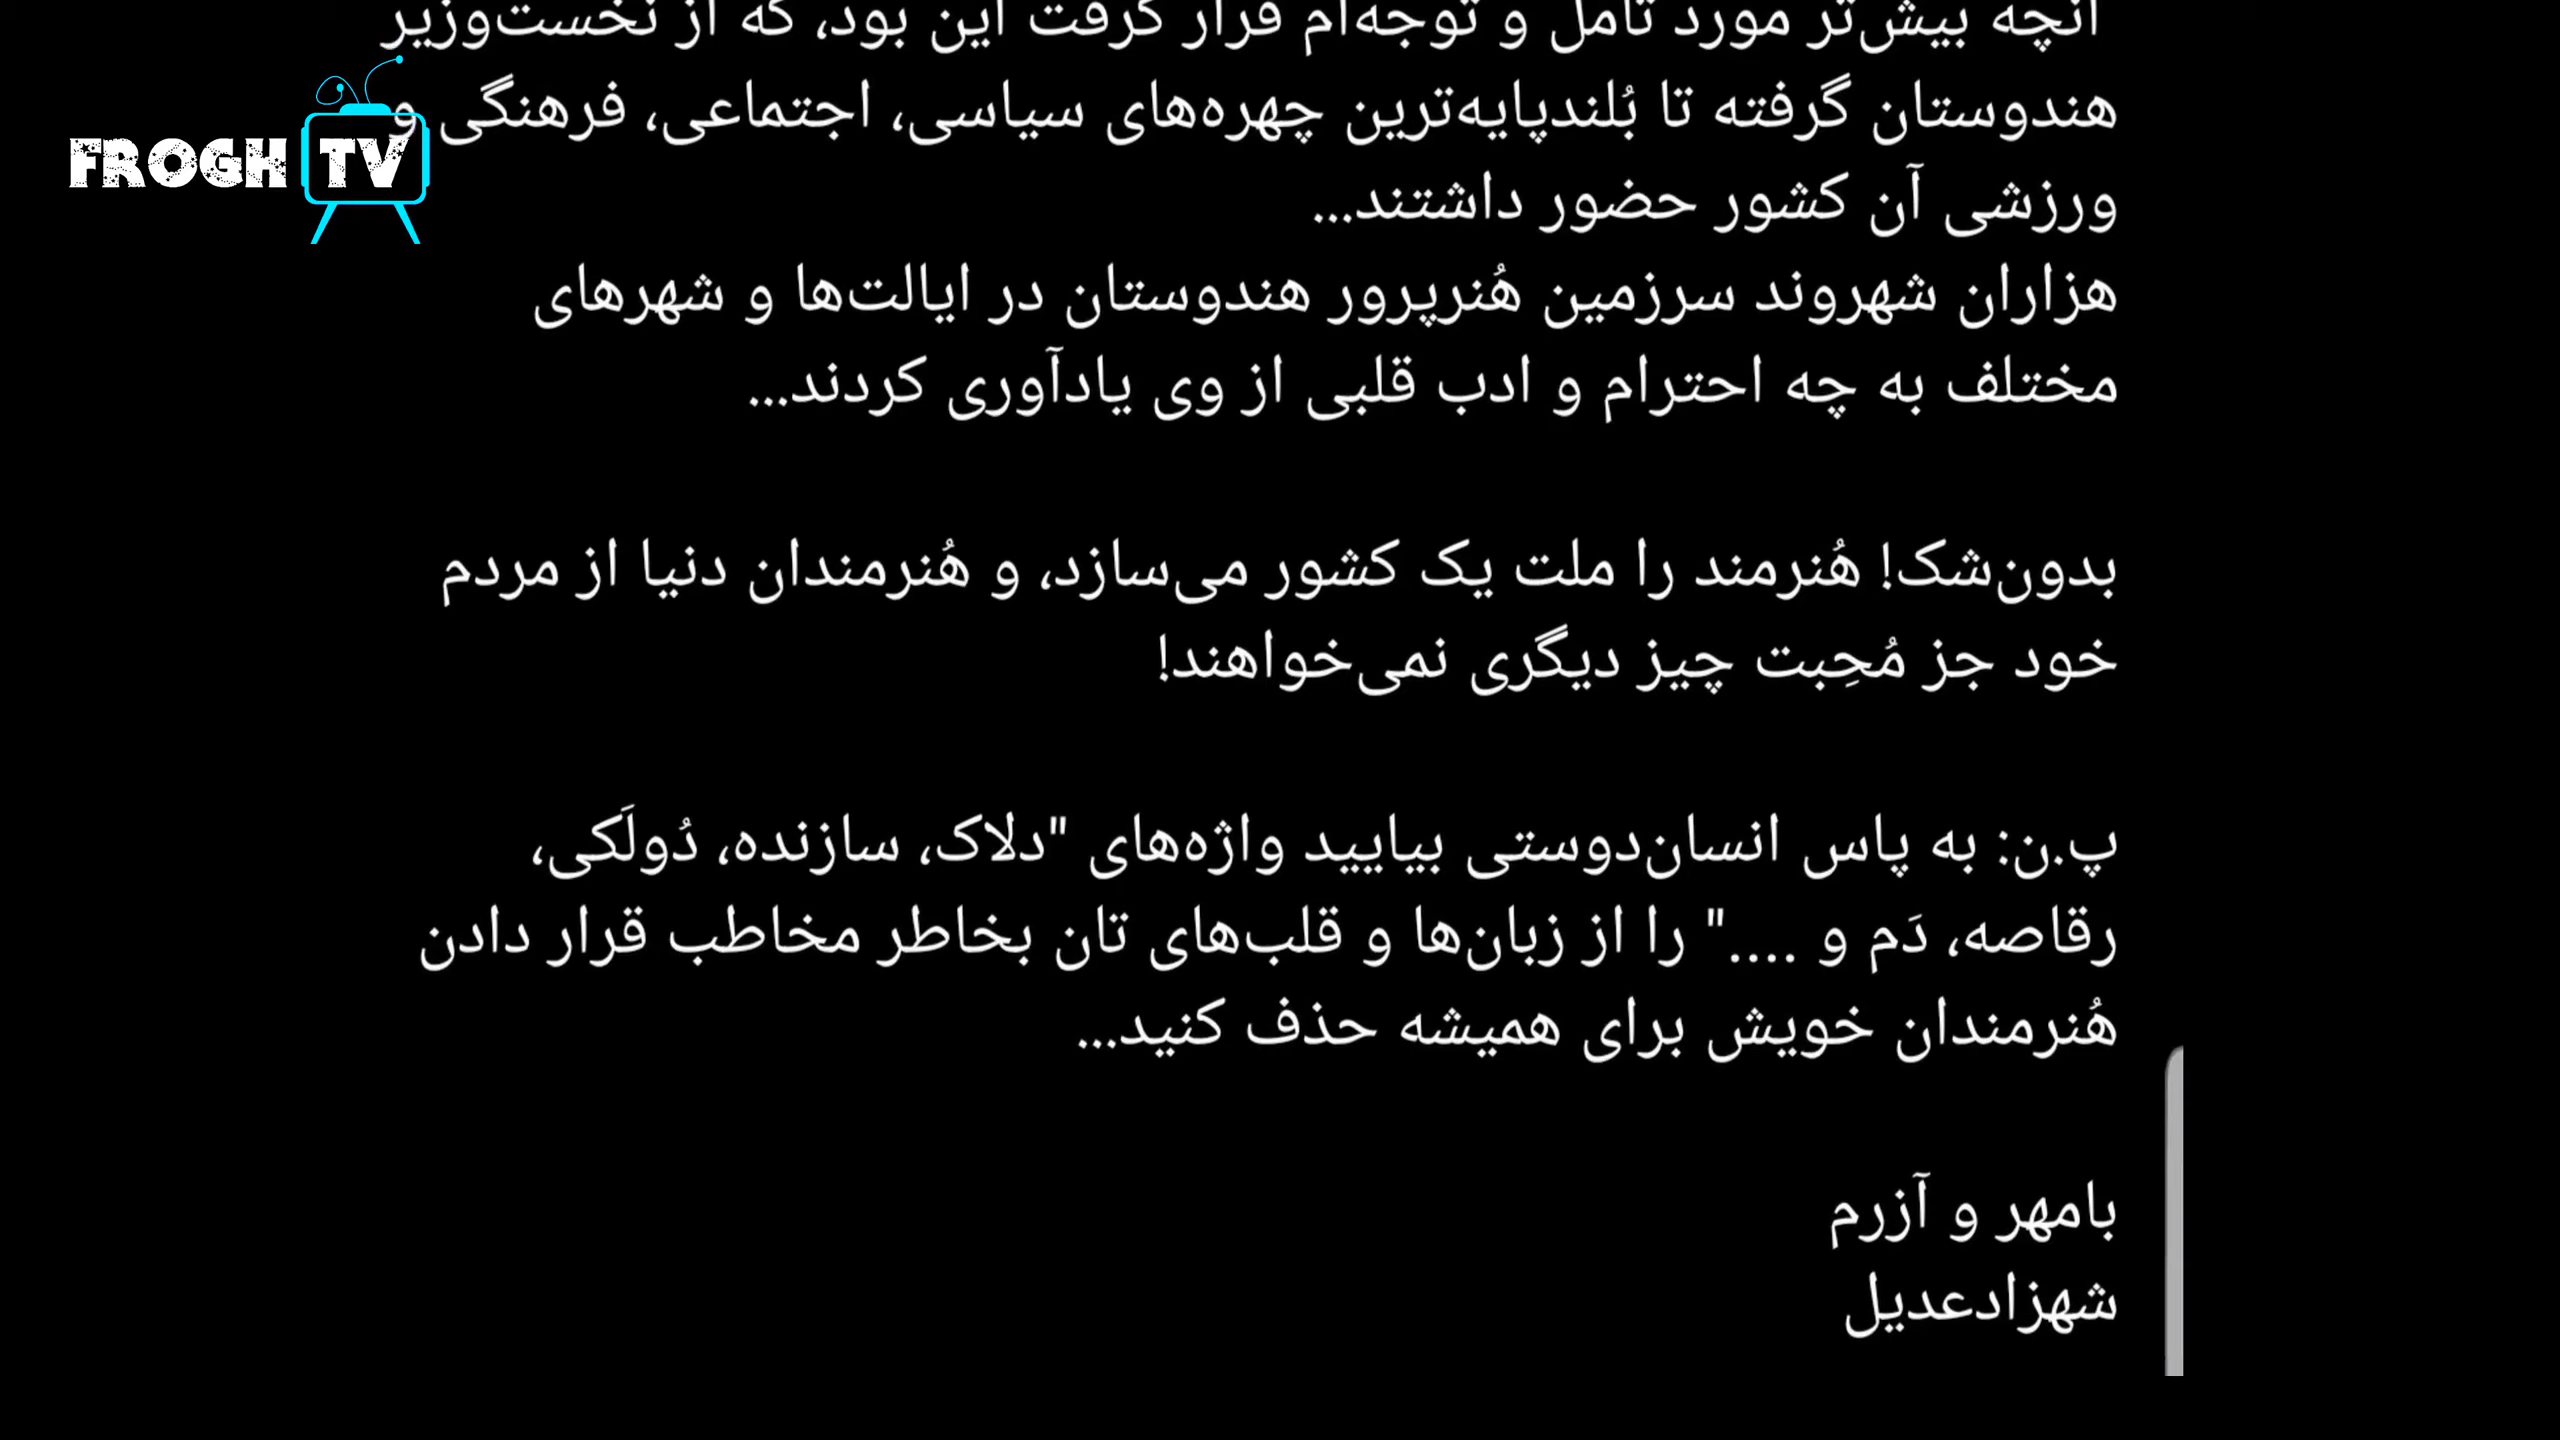 آنچه بیش‌تر مورد تامل و توجه‌ام قرار گرفت این بود، که از نخست‌وزیر
هندوستان گرفته تا بُلندپایه‌ترین چهره‌های سیاسی، اجتماعی، فرهنگی و
FROGH TV
ورزشی آن کشور حضور داشتند...
هزاران شهروند سرزمین هُنرپرور هندوستان در ایالت‌ها و شهرهای
مختلف به چه احترام و ادب قلبی از وی یادآوری کردند...
بدون‌شک! هُنرمند را ملت یک کشور می‌سازد، و هُنرمندان دنیا از مردم
خود جز مُحِبت چیز دیگری نمی‌خواهند!
پ.ن: به پاس انسان‌دوستی بیایید واژه‌های "دلاک، سازنده، دُولَکی،
رقاصه، دَم و ...." را از زبان‌ها و قلب‌های تان بخاطر مخاطب قرار دادن
هُنرمندان خویش برای همیشه حذف کنید...
بامهر و آزرم
شهزادعدیل